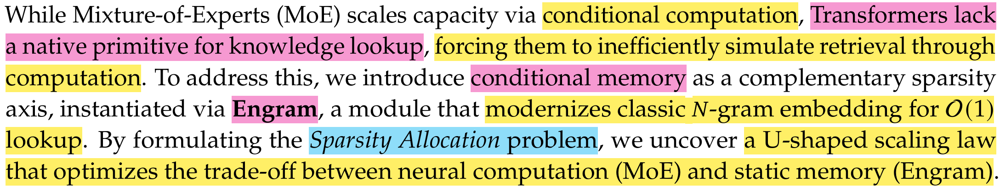 While Mixture-of-Experts (MoE) scales capacity via conditional computation, Transformers lack
a native primitive for knowledge lookup, forcing them to inefficiently simulate retrieval through
computation. To address this, we introduce conditional memory as a complementary sparsity
axis, instantiated via Engram, a module that modernizes classic N-gram embedding for O(1)
lookup. By formulating the Sparsity Allocation problem, we uncover a U-shaped scaling law
that optimizes the trade-off between neural computation (MoE) and static memory (Engram).